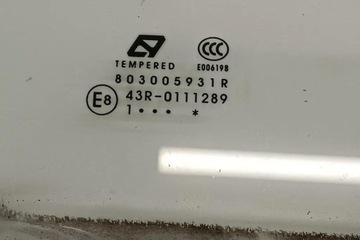 CCC
TEMPERED E006198
803005931R
E8 43R-0111289
1••• *